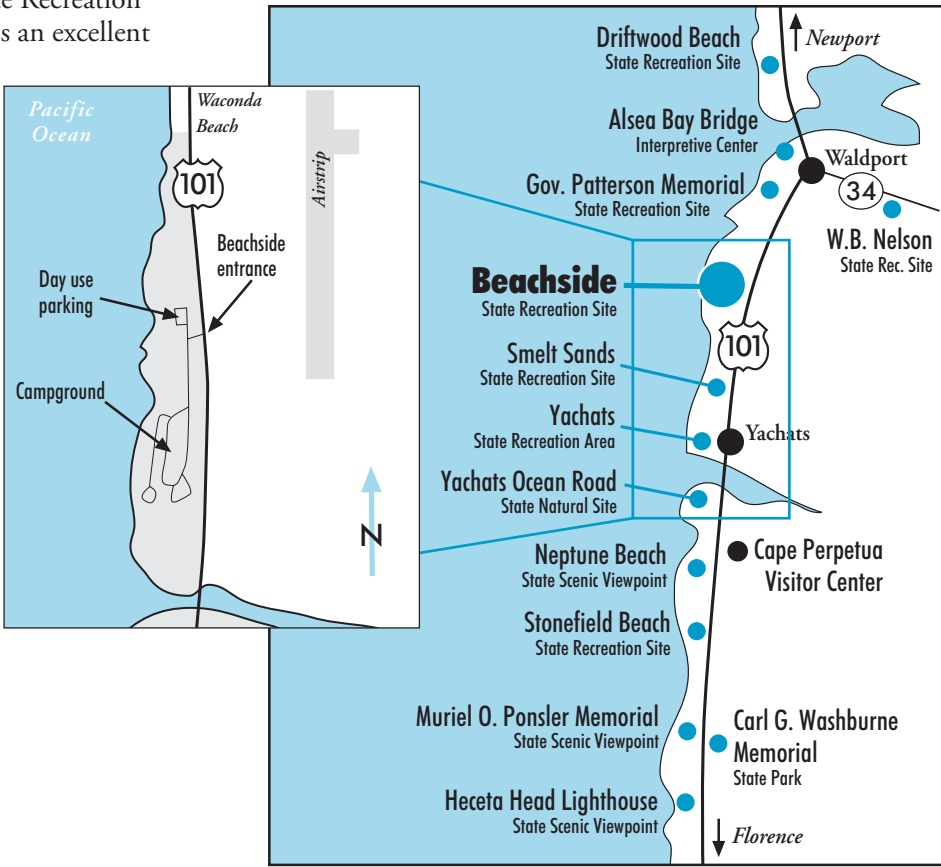 e Recreation
s an excellent
Pacific
Ocean
Waconda
Beach
101
Airstrip
Beachside
entrance
Day use
parking
Campground
N
Newport
Driftwood Beach
State Recreation Site
Alsea Bay Bridge
Interpretive Center
Waldport
Gov. Patterson Memorial
State Recreation Site
34
W.B. Nelson
State Rec. Site
Beachside
State Recreation Site
101
Smelt Sands
State Recreation Site
Yachats
State Recreation Area
Yachats
Yachats Ocean Road
State Natural Site
Neptune Beach
State Scenic Viewpoint
Cape Perpetua
Visitor Center
Stonefield Beach
State Recreation Site
Muriel O. Ponsler Memorial
State Scenic Viewpoint
Carl G. Washburne
Memorial
State Park
Heceta Head Lighthouse
State Scenic Viewpoint
Florence